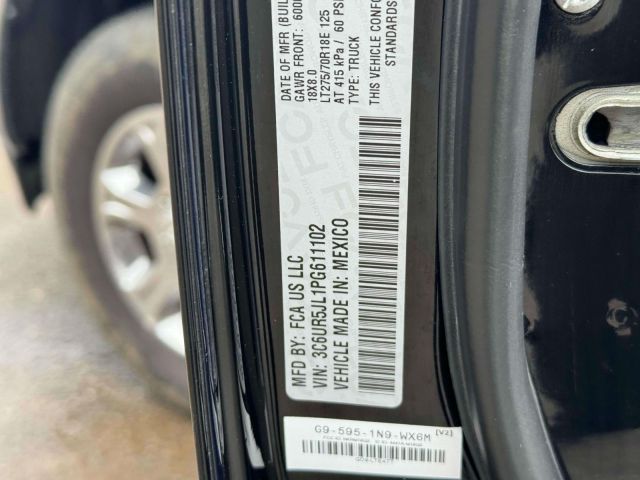 MFD BY: FCA US LLC
DATE OF MFR (BUIL
VIN: 3C6UR5JL1PG611102
GAWR FRONT: 600
VEHICLE MADE IN: MEXICO
18X8.0
LT275/70R18E 125
AT 415 kPa / 60 PS
TYPE: TRUCK
THIS VEHICLE CONFO
STANDARDS
G9-595-1N9-WX6M [V2]